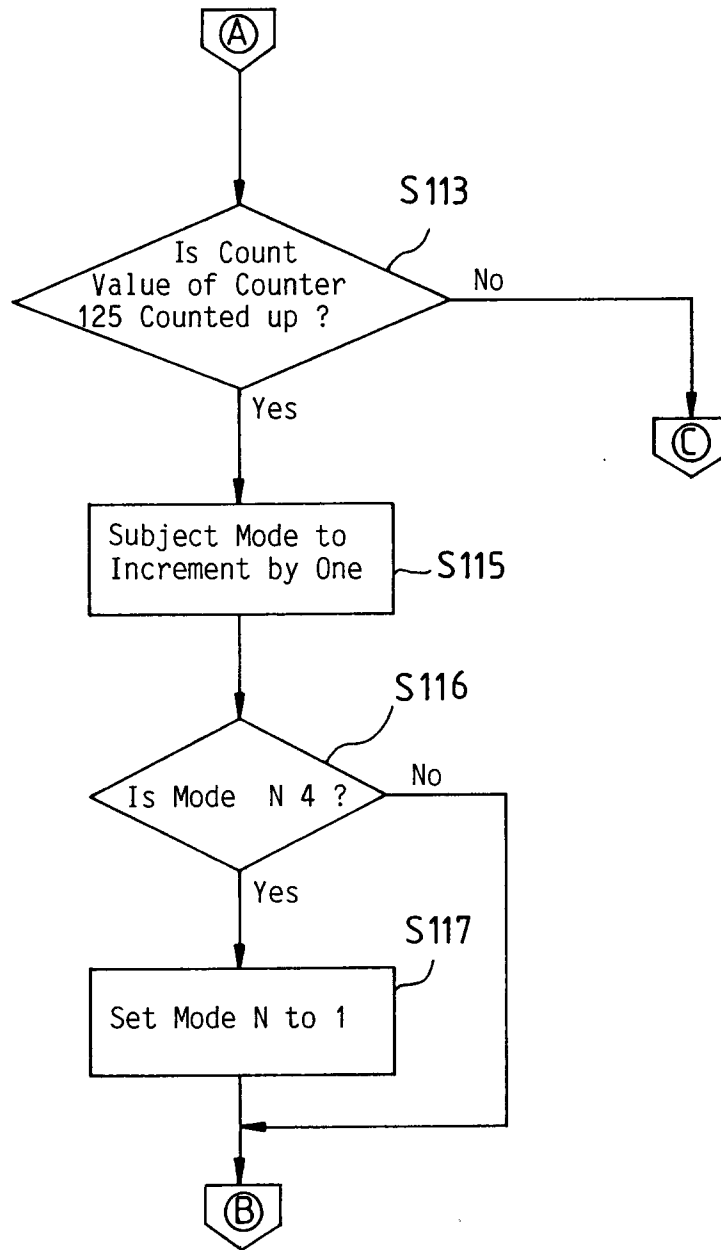 A
S113
Is Count
Value of Counter
125 Counted up ?
No
Yes
C
Subject Mode to
Increment by One
S115
S116
Is Mode N 4 ?
No
Yes
S117
Set Mode N to 1
B